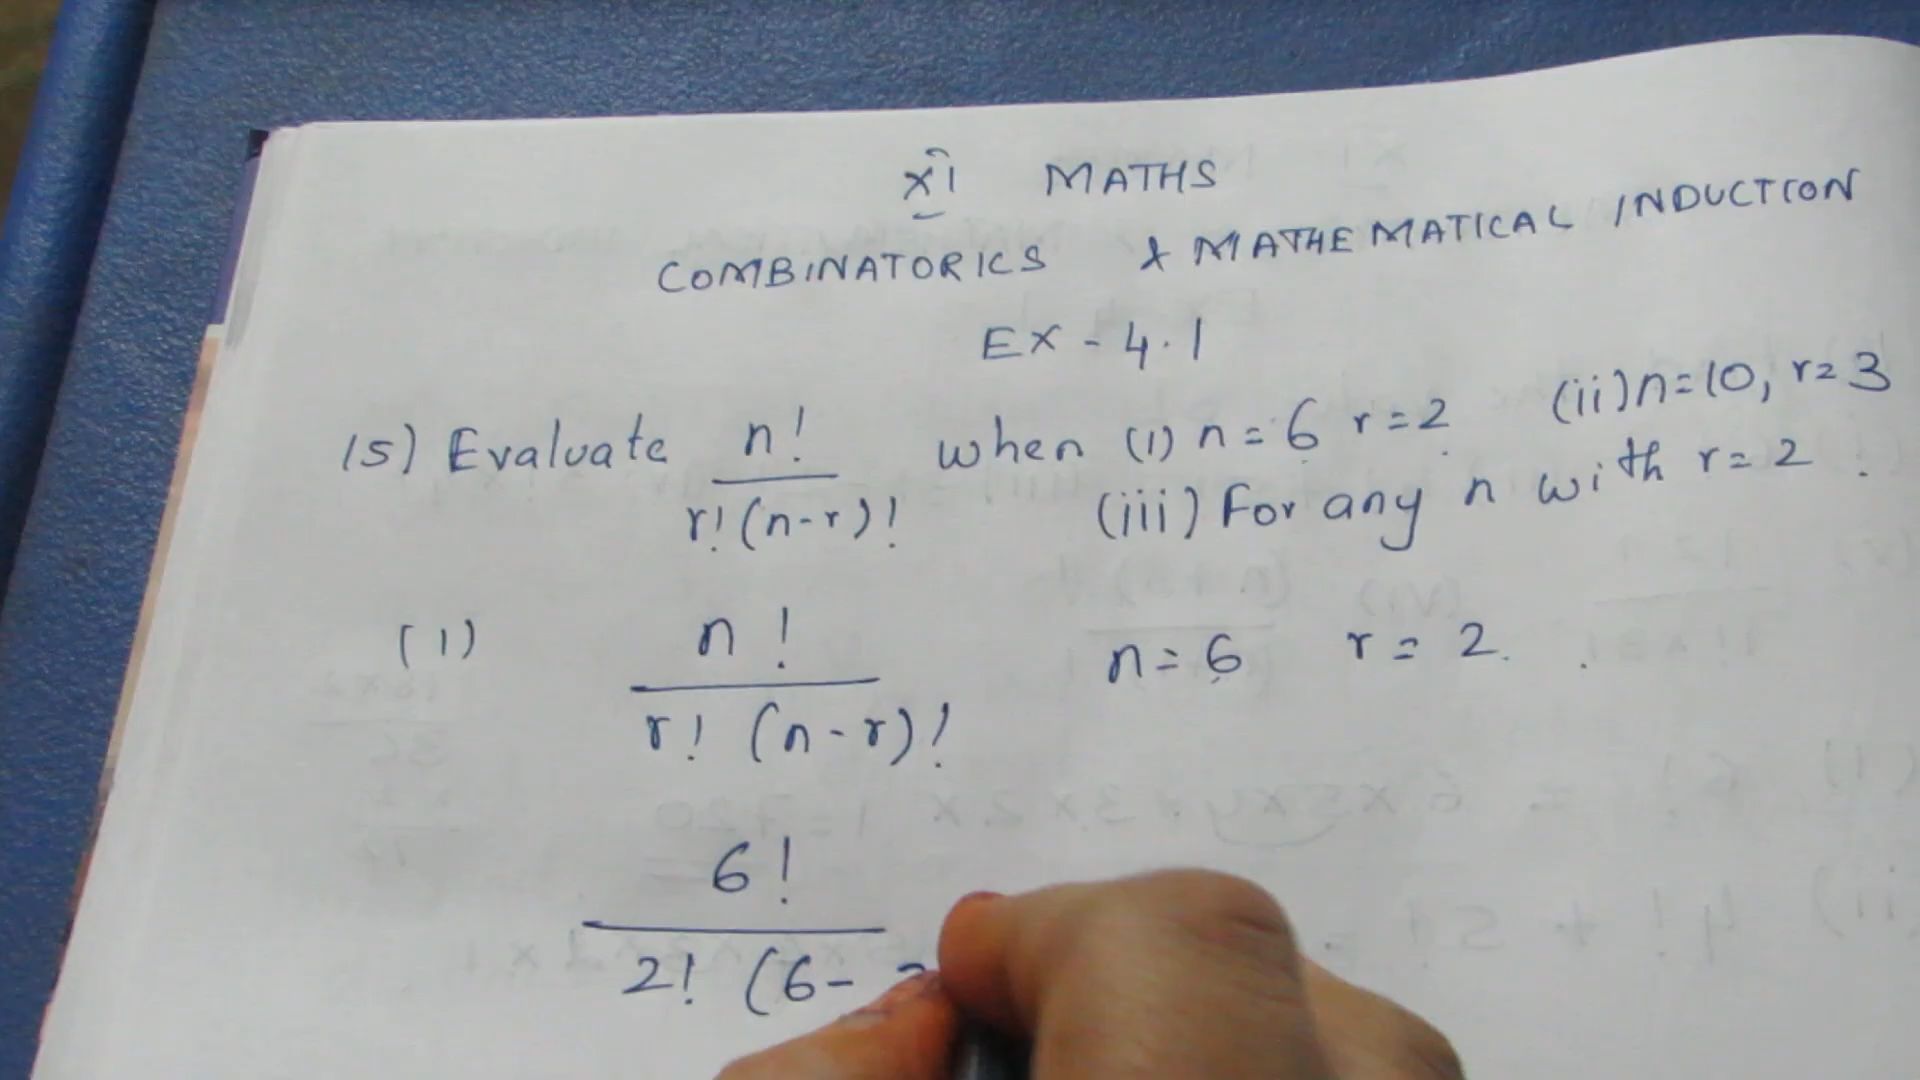 XI MATHS
COMBINATORICS & MATHEMATICAL INDUCTION
EX - 4.1
15) Evaluate n! / r!(n-r)! when (i) n = 6 r = 2 (ii) n = 10, r = 3
(iii) For any n with r = 2.
(1) n! / r! (n-r)! n = 6 r = 2.
6! / 2! (6-